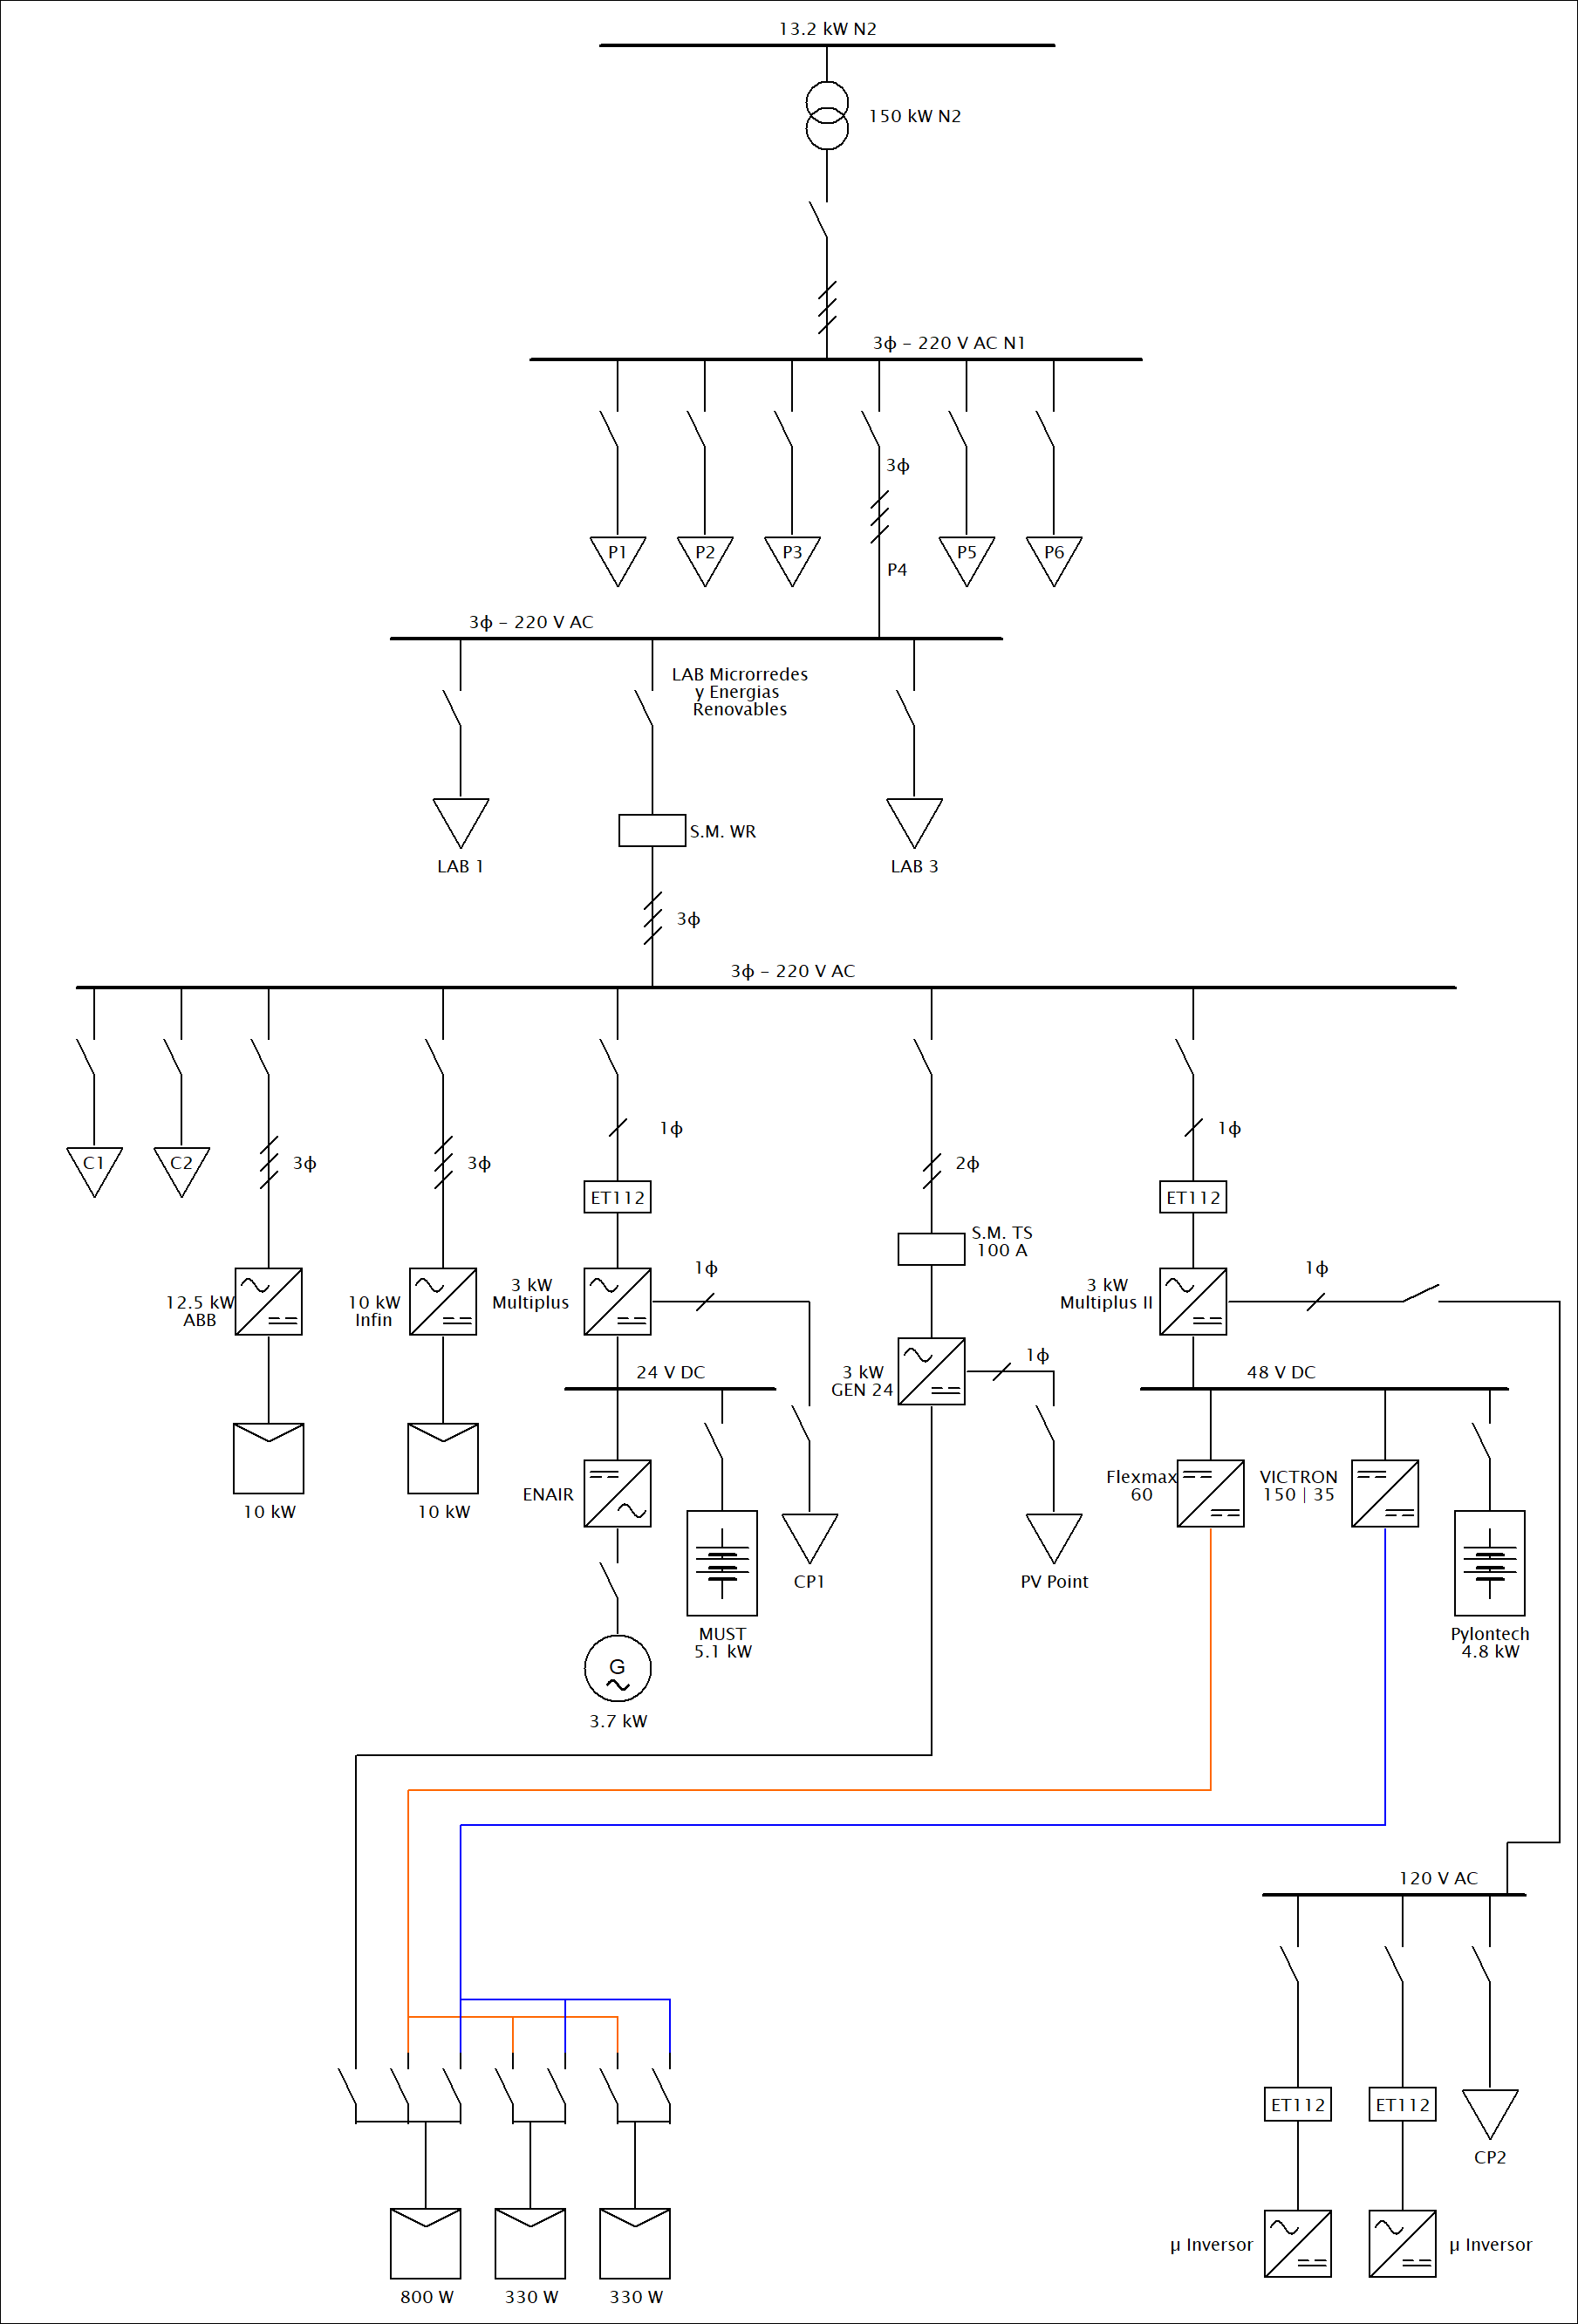 13.2 kW N2
150 kW N2
3ϕ – 220 V AC N1
3ϕ
P1
P2
P3
P5
P6
P4
3ϕ – 220 V AC
LAB Microrredes
y Energias
Renovables
S.M. WR
LAB 1
LAB 3
3ϕ
3ϕ – 220 V AC
1ϕ
1ϕ
C1
C2
3ϕ
3ϕ
2ϕ
ET112
ET112
S.M. TS
100 A
12.5 kW
ABB
10 kW
Infin
3 kW
Multiplus
1ϕ
3 kW
Multiplus II
1ϕ
24 V DC
3 kW
GEN 24
1ϕ
48 V DC
ENAIR
Flexmax
60
VICTRON
150 | 35
10 kW
10 kW
CP1
PV Point
MUST
5.1 kW
Pylontech
4.8 kW
G
3.7 kW
120 V AC
ET112
ET112
CP2
µ Inversor
µ Inversor
800 W
330 W
330 W